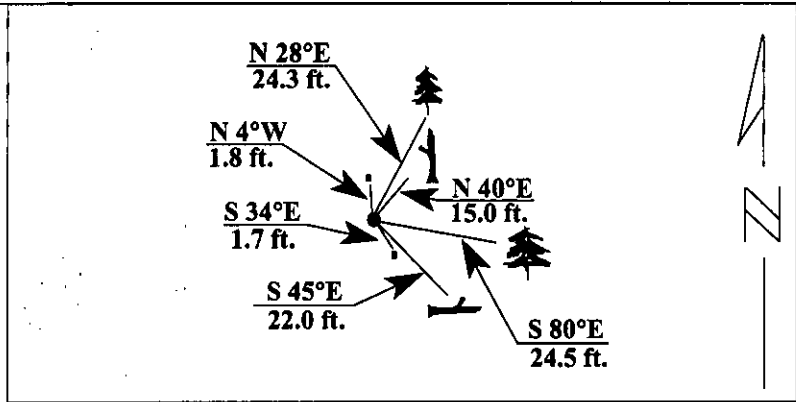 N 28°E
24.3 ft.
N 4°W
1.8 ft.
N 40°E
15.0 ft.
S 34°E
1.7 ft.
S 45°E
22.0 ft.
S 80°E
24.5 ft.
N